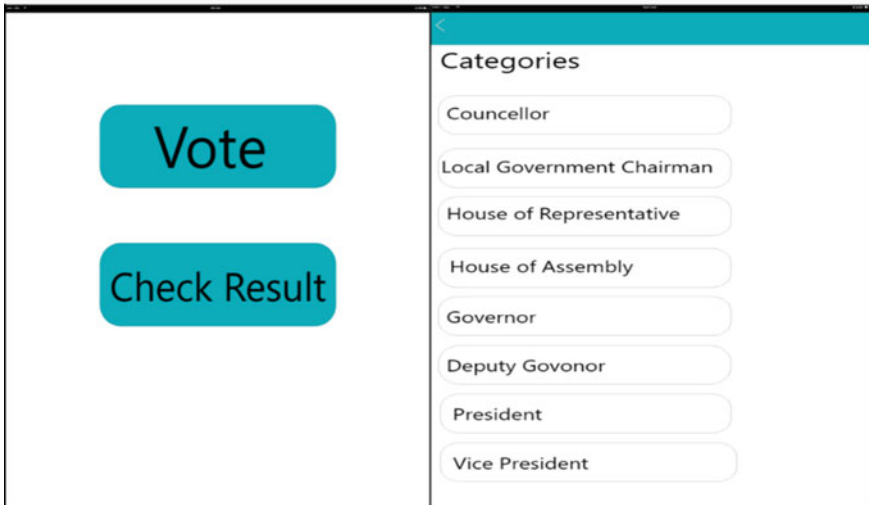 Vote
Check Result
Categories
Councellor
Local Government Chairman
House of Representative
House of Assembly
Governor
Deputy Govonor
President
Vice President